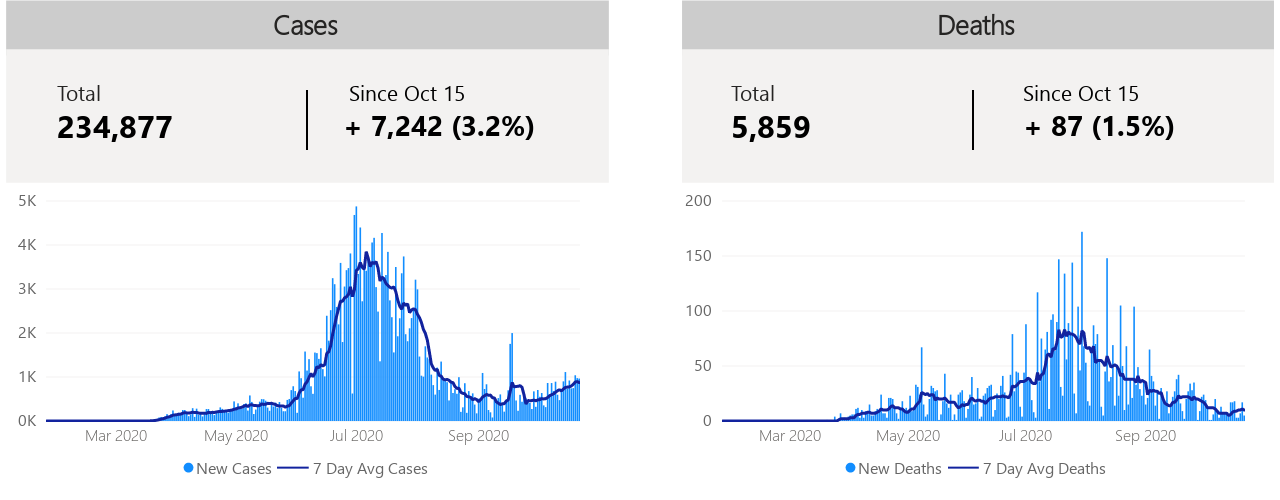 Cases
Total
234,877
Since Oct 15
+ 7,242 (3.2%)
5K
4K
3K
2K
1K
0K
Mar 2020
May 2020
Jul 2020
Sep 2020
New Cases
7 Day Avg Cases
Deaths
Total
5,859
Since Oct 15
+ 87 (1.5%)
200
150
100
50
0
Mar 2020
May 2020
Jul 2020
Sep 2020
New Deaths
7 Day Avg Deaths